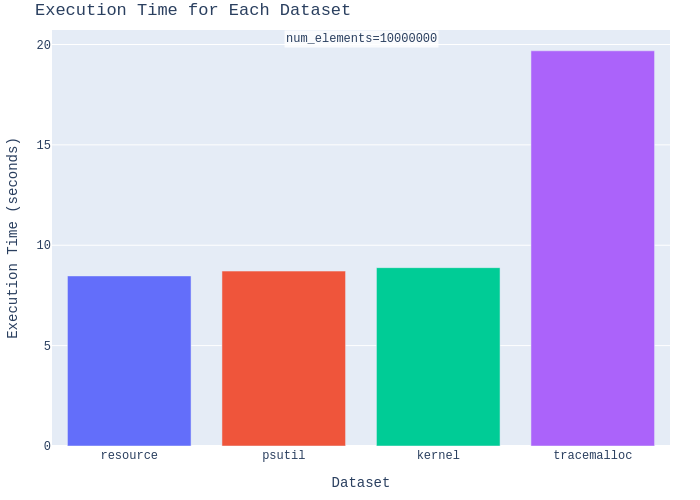 Execution Time for Each Dataset
num_elements=10000000
Execution Time (seconds)
20
15
10
5
0
resource
psutil
kernel
tracemalloc
Dataset